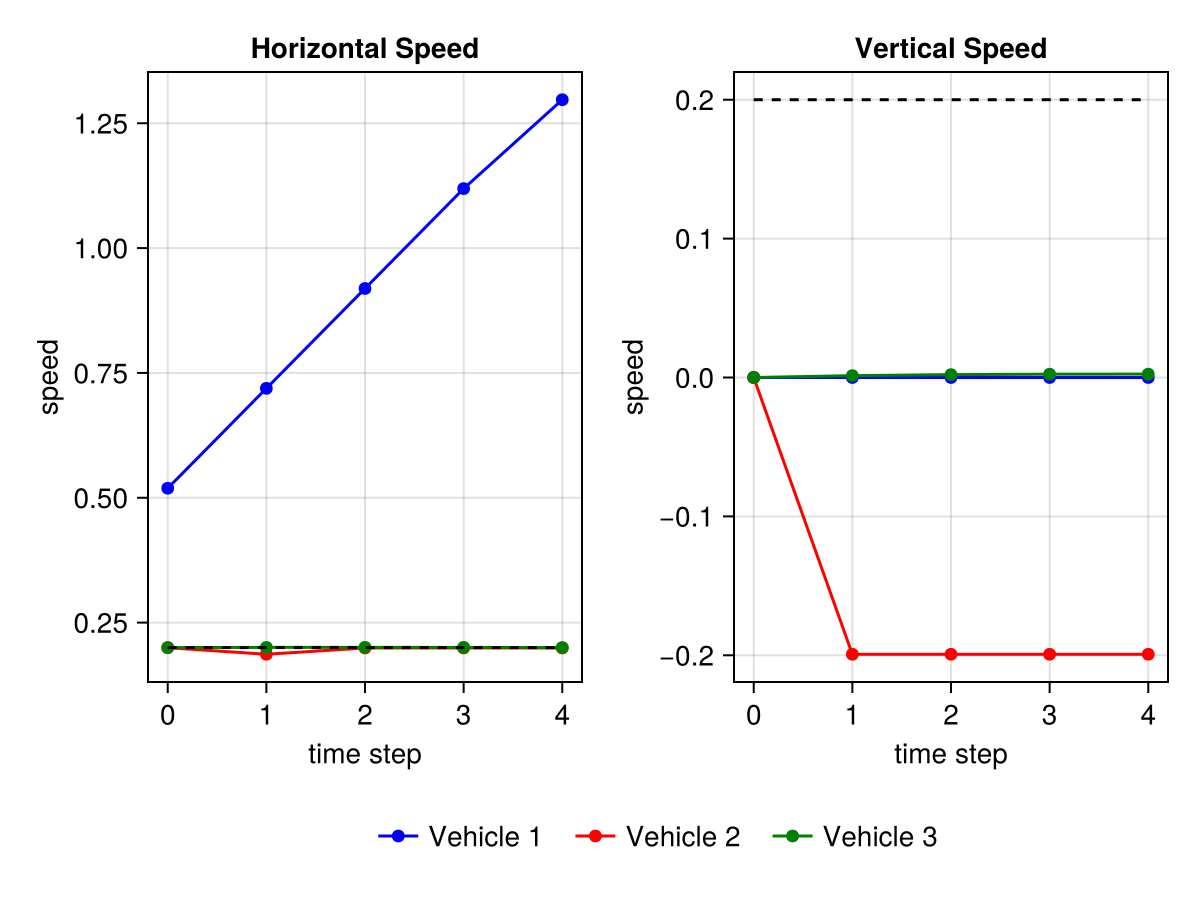 Horizontal Speed
speed
1.25
1.00
0.75
0.50
0.25
0 1 2 3 4
time step
Vertical Speed
speed
0.2
0.1
0.0
−0.1
−0.2
0 1 2 3 4
time step
Vehicle 1 Vehicle 2 Vehicle 3